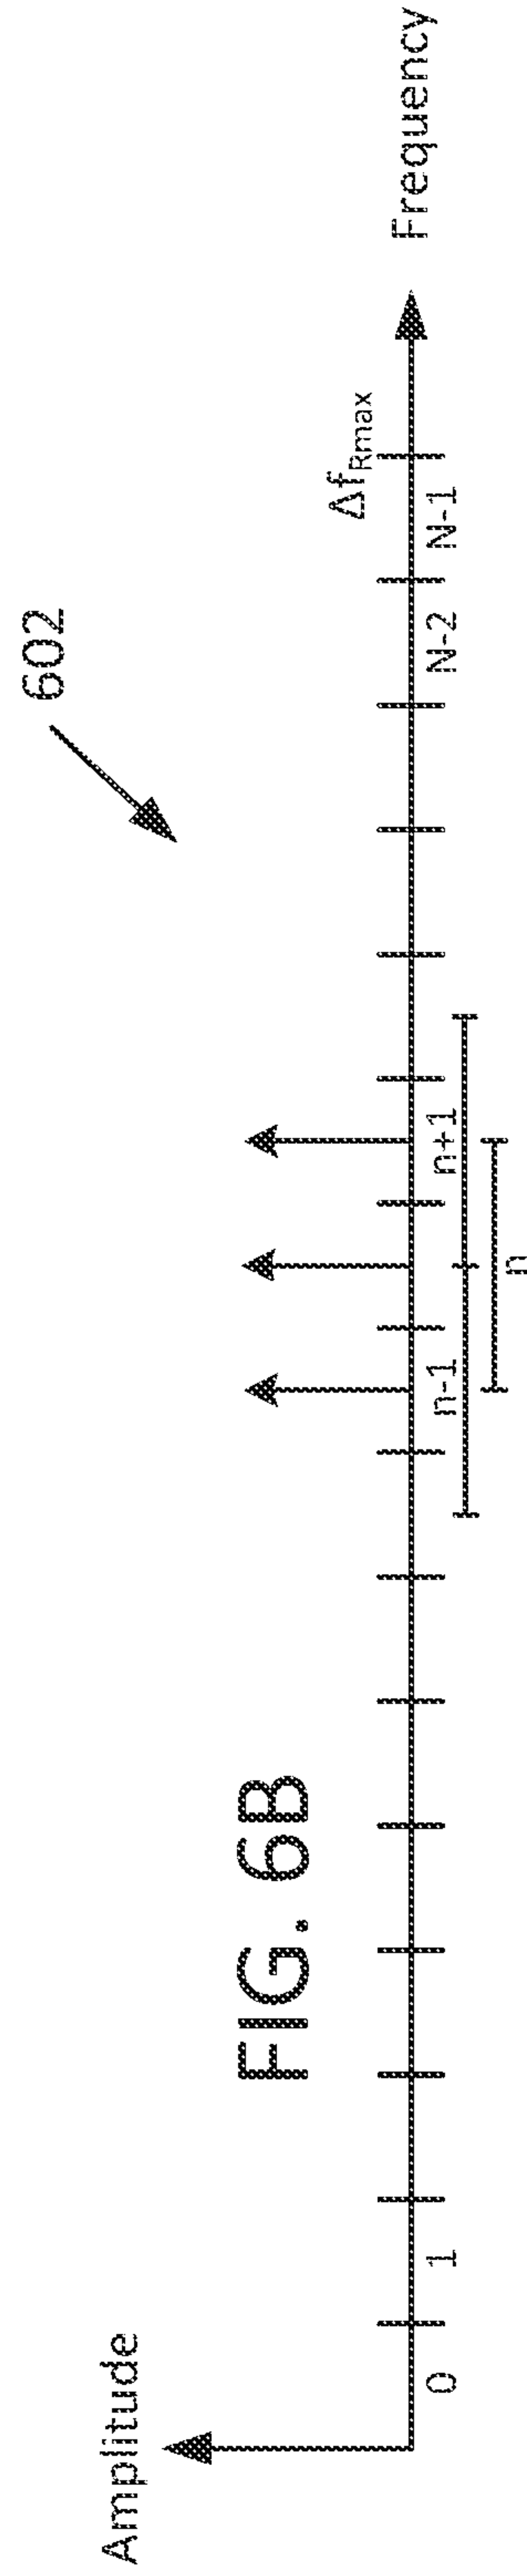 602
Amplitude
FIG. 6B
Δf_Rmax
Frequency
0 1 n-1 n+1 N-2 N-1
n